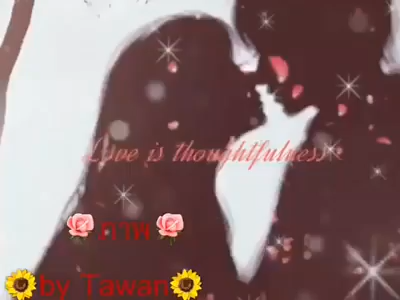 Love is thoughtfulness
🌹ภาพ🌹
🌻by Tawan🌻